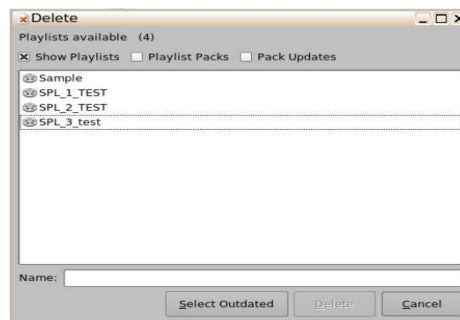 Delete
Playlists available (4)
Show Playlists Playlist Packs Pack Updates
Sample
SPL_1_TEST
SPL_2_TEST
SPL_3_test
Name:
Select Outdated Delete Cancel